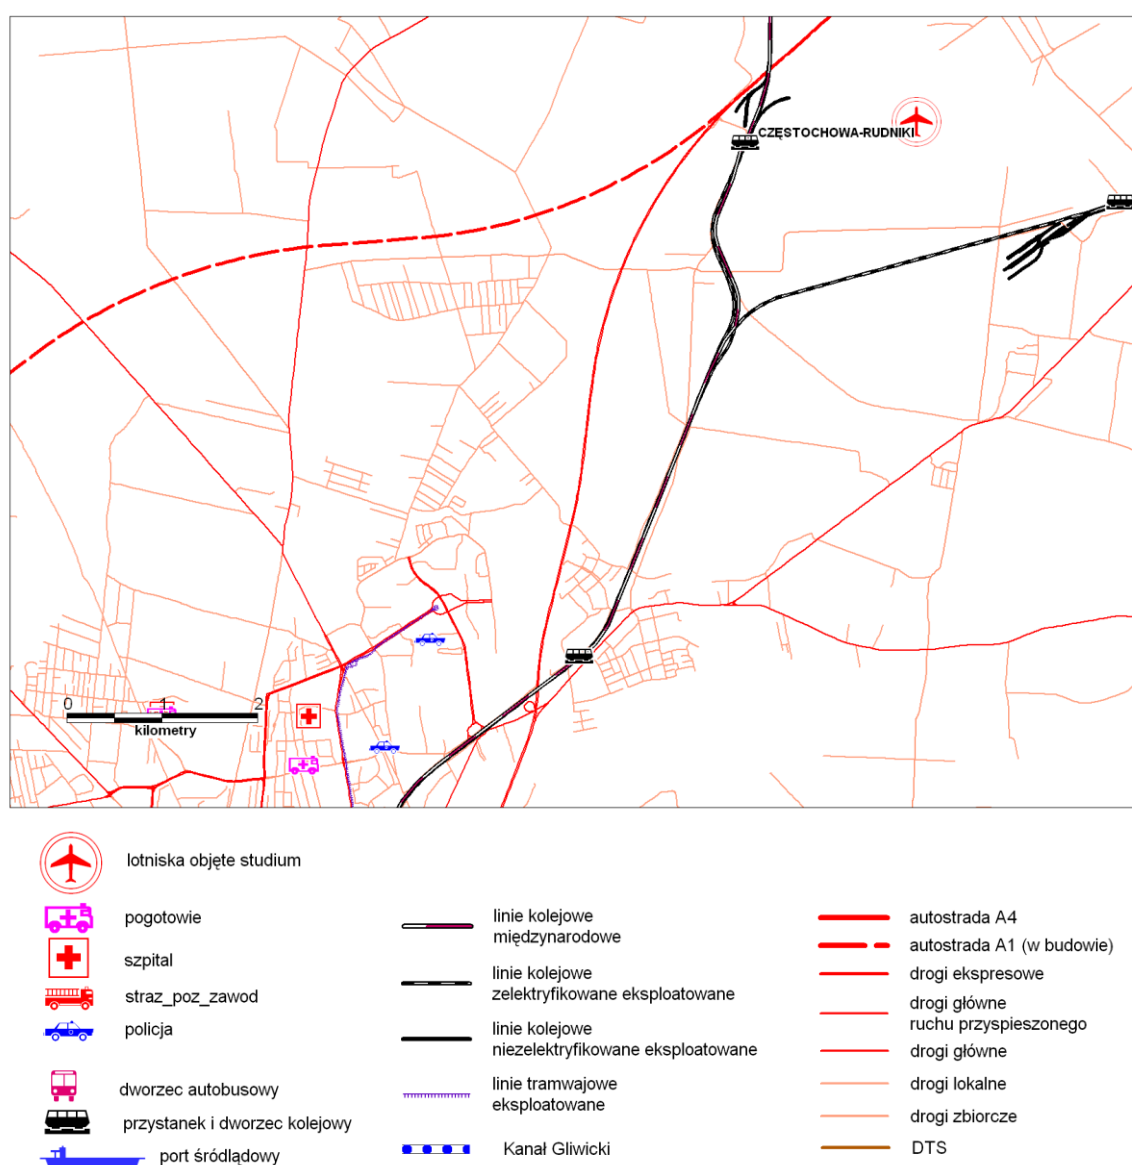 CZĘSTOCHOWA-RUDNIKI
0 1 2
kilometry
lotniska objęte studium
pogotowie
szpital
straz_poz_zawod
policja
dworzec autobusowy
przystanek i dworzec kolejowy
port śródlądowy
linie kolejowe
międzynarodowe
linie kolejowe
zelektryfikowane eksploatowane
linie kolejowe
niezelektryfikowane eksploatowane
linie tramwajowe
eksploatowane
Kanał Gliwicki
autostrada A4
autostrada A1 (w budowie)
drogi ekspresowe
drogi główne
ruchu przyspieszonego
drogi główne
drogi lokalne
drogi zbiorcze
DTS